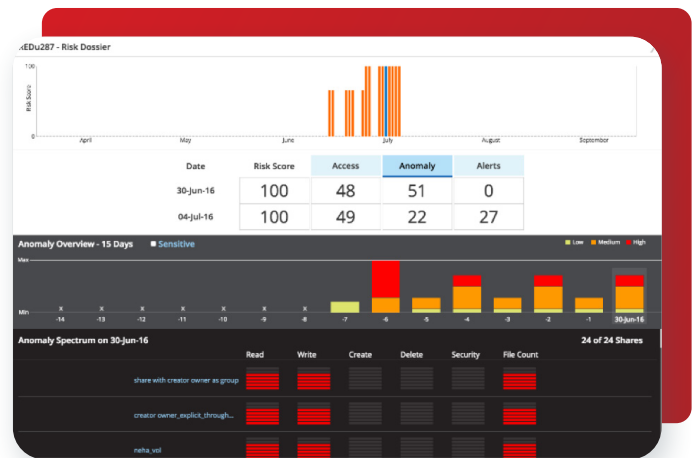 xEDu287 - Risk Dossier
100
Risk Score
0
April May June July August September
Date Risk Score Access Anomaly Alerts
30-Jun-16 100 48 51 0
04-Jul-16 100 49 22 27
Anomaly Overview - 15 Days Sensitive Low Medium High
Max
x x x x x x x
Min
-14 -13 -12 -11 -10 -9 -8 -7 -6 -5 -4 -3 -2 -1 30-Jun-16
Anomaly Spectrum on 30-Jun-16 24 of 24 Shares
Read Write Create Delete Security File Count
share with creator owner as group
creator owner_explicit_through...
neha_vol